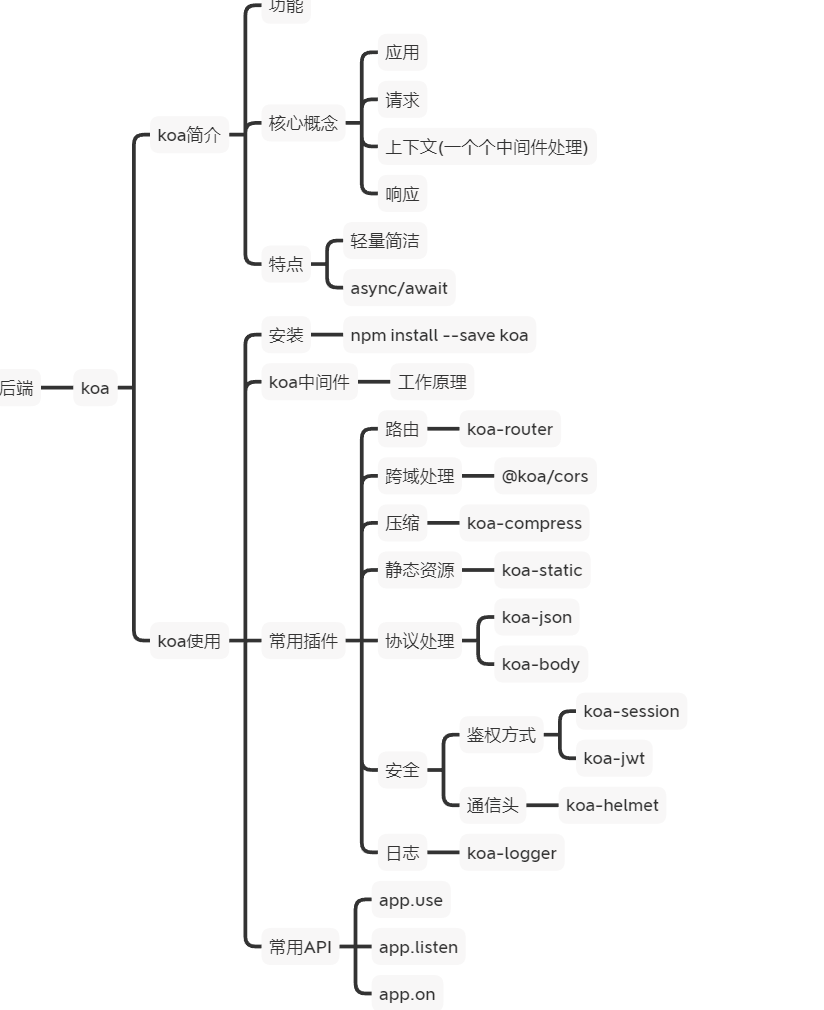 功能
应用
请求
核心概念
koa简介
上下文(一个个中间件处理)
响应
轻量简洁
特点
async/await
安装
npm install --save koa
后端
koa
koa中间件
工作原理
路由
koa-router
跨域处理
@koa/cors
压缩
koa-compress
静态资源
koa-static
koa-json
koa使用
常用插件
协议处理
koa-body
koa-session
鉴权方式
koa-jwt
安全
通信头
koa-helmet
日志
koa-logger
app.use
常用API
app.listen
app.on